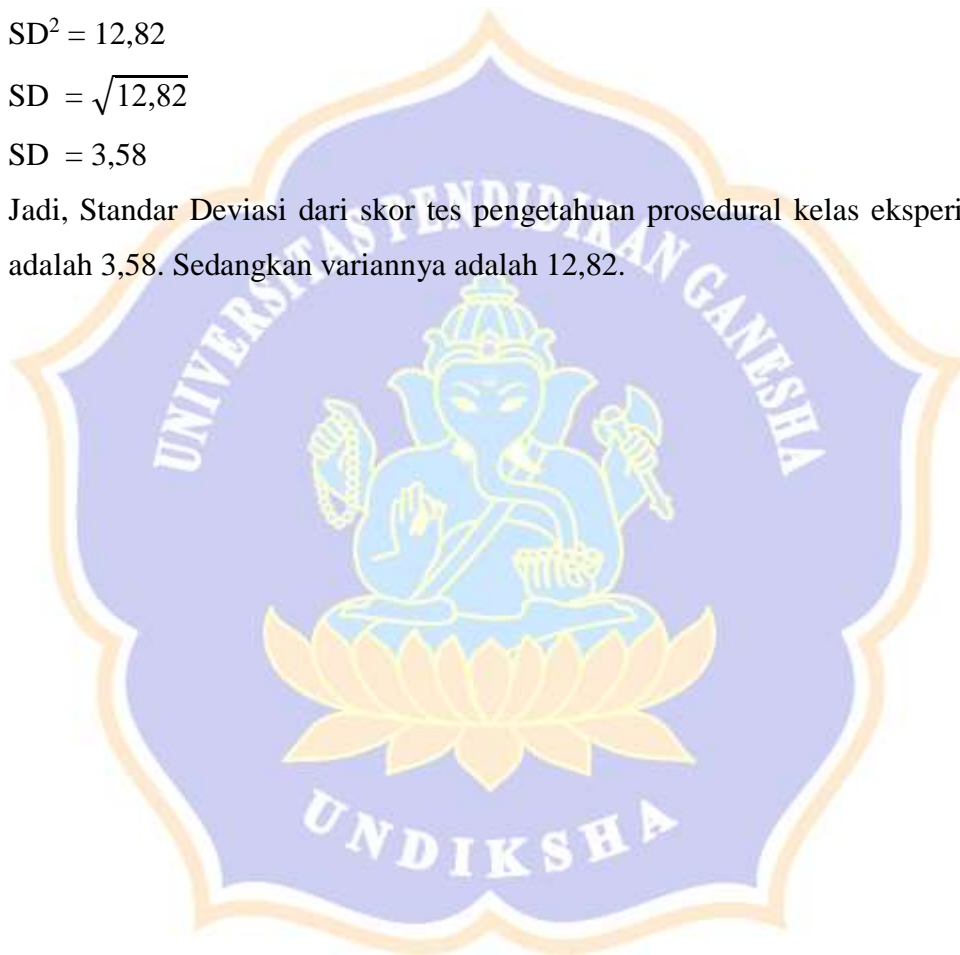 SD² = 12,82
SD = √12,82
SD = 3,58
Jadi, Standar Deviasi dari skor tes pengetahuan prosedural kelas eksperi
adalah 3,58. Sedangkan variannya adalah 12,82.
UNIVERSITAS PENDIDIKAN GANESHA
UNDIKSHA